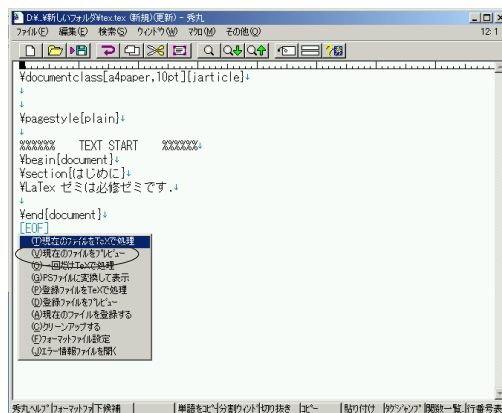 D:¥...¥新しいフォルダ¥tex.tex (新規)(更新) - 秀丸
ファイル(F) 編集(E) 検索(S) ウィンドウ(W) マクロ(M) その他(O) 12:1
¥documentclass[a4paper,10pt][jarticle]↓
↓
↓
¥pagestyle{plain}↓
↓
%%%%%% TEXT START %%%%%%↓
¥begin{document}↓
¥section{はじめに}↓
¥LaTex ゼミは必修ゼミです.↓
↓
¥end{document}↓
[EOF]
(T)現在のファイルをTeXで処理
(V)現在のファイルをプレビュー
(O)一回だけTeXで処理
(G)PSファイルに変換して表示
(P)登録ファイルをTeXで処理
(D)登録ファイルをプレビュー
(A)現在のファイルを登録する
(C)クリーンアップする
(F)フォーマットファイル設定
(J)エラー情報ファイルを開く
秀丸ヘルプ フォーマットファ 下候補 単語をコピ 分割ウィンド 切り抜き コピー 貼り付け タグジャンプ 関数一覧. 行番号表